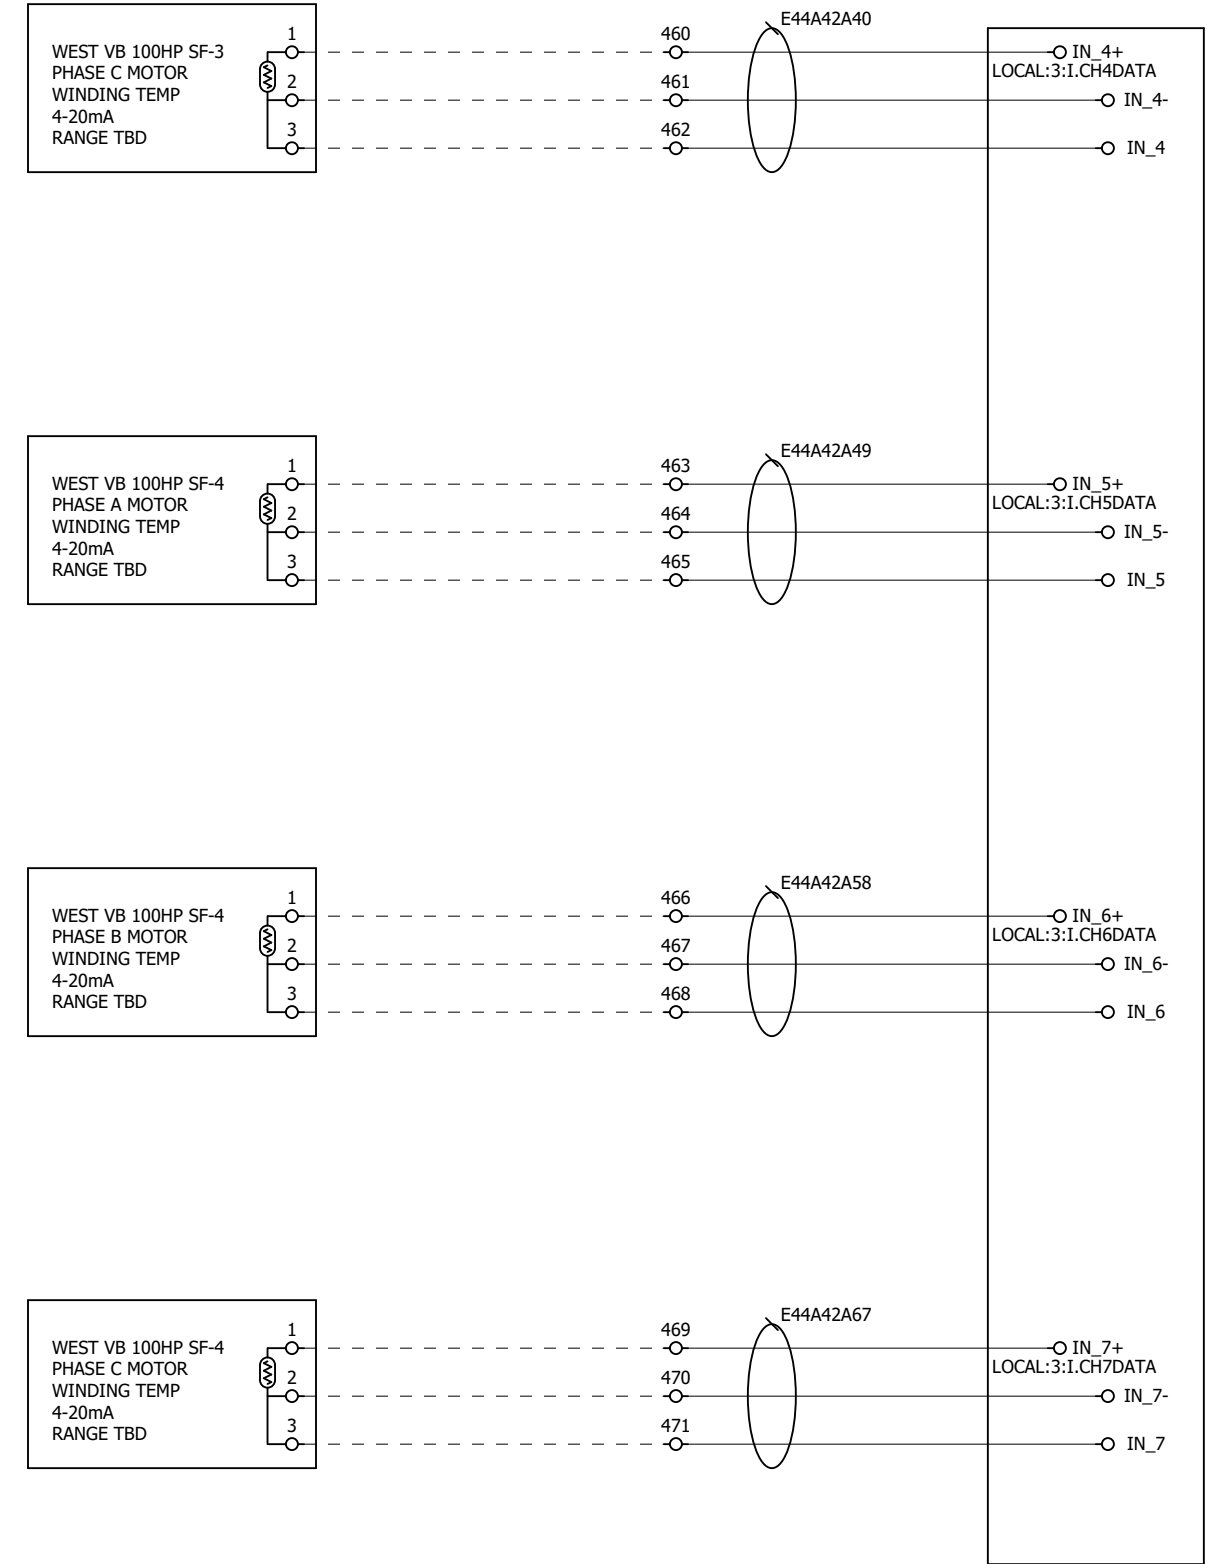 E44A42A40
WEST VB 100HP SF-3
PHASE C MOTOR
WINDING TEMP
4-20mA
RANGE TBD
1
2
3
460
461
462
IN_4+
LOCAL:3:I.CH4DATA
IN_4-
IN_4
E44A42A49
WEST VB 100HP SF-4
PHASE A MOTOR
WINDING TEMP
4-20mA
RANGE TBD
1
2
3
463
464
465
IN_5+
LOCAL:3:I.CH5DATA
IN_5-
IN_5
E44A42A58
WEST VB 100HP SF-4
PHASE B MOTOR
WINDING TEMP
4-20mA
RANGE TBD
1
2
3
466
467
468
IN_6+
LOCAL:3:I.CH6DATA
IN_6-
IN_6
E44A42A67
WEST VB 100HP SF-4
PHASE C MOTOR
WINDING TEMP
4-20mA
RANGE TBD
1
2
3
469
470
471
IN_7+
LOCAL:3:I.CH7DATA
IN_7-
IN_7